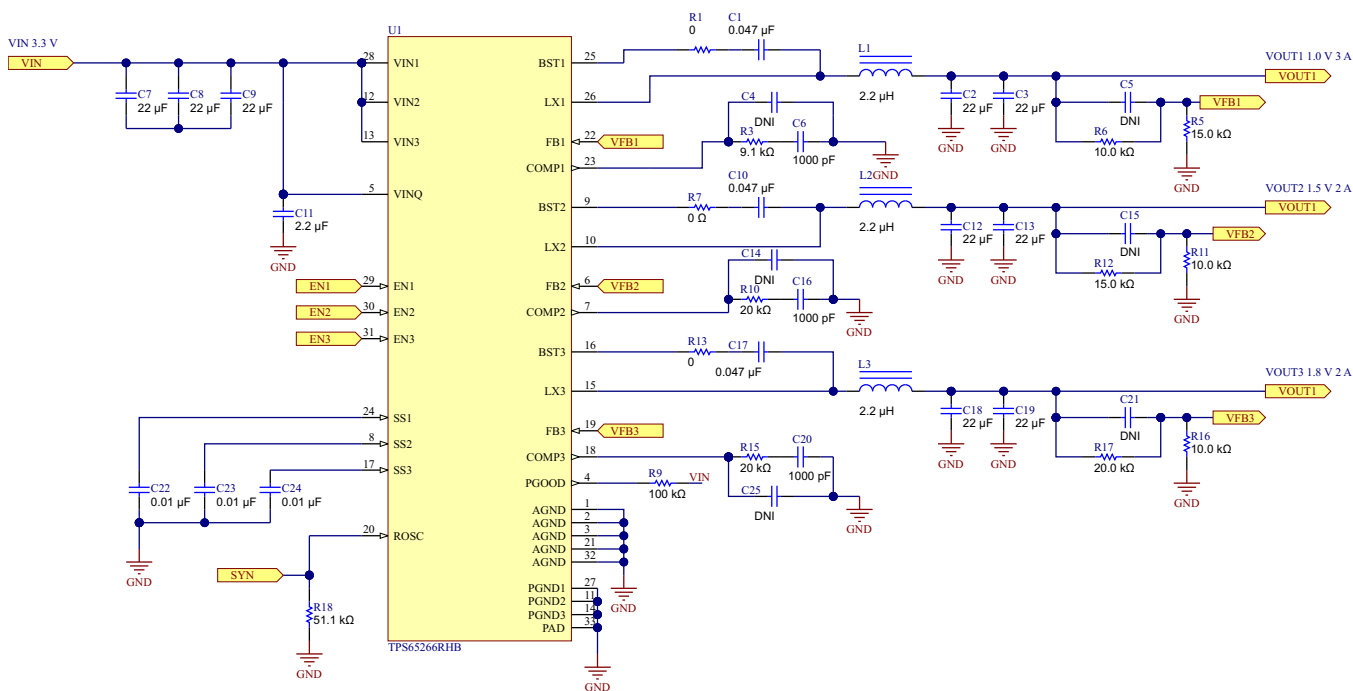 U1
VIN 3.3 V
VIN
C7
22 µF
C8
22 µF
C9
22 µF
C11
2.2 µF
GND
28
VIN1
12
VIN2
13
VIN3
5
VINQ
EN1
29
EN1
EN2
30
EN2
EN3
31
EN3
24
SS1
8
SS2
17
SS3
C22
0.01 µF
C23
0.01 µF
C24
0.01 µF
GND
20
ROSC
SYN
R18
51.1 kΩ
GND
TPS65266RHB
BST1
25
LX1
26
FB1
22
VFB1
COMP1
23
BST2
9
LX2
10
FB2
6
VFB2
COMP2
7
BST3
16
LX3
15
FB3
19
VFB3
COMP3
18
PGOOD
4
AGND
1
AGND
2
AGND
3
AGND
21
AGND
32
GND
PGND1
27
PGND2
11
PGND3
14
PAD
33
GND
R1
0
C1
0.047 µF
L1
2.2 µH
C4
DNI
R3
9.1 kΩ
C6
1000 pF
GND
C2
22 µF
GND
C3
22 µF
GND
C5
DNI
R6
10.0 kΩ
VOUT1 1.0 V 3 A
VOUT1
VFB1
R5
15.0 kΩ
GND
R7
0 Ω
C10
0.047 µF
L2
2.2 µH
C14
DNI
R10
20 kΩ
C16
1000 pF
GND
C12
22 µF
GND
C13
22 µF
GND
C15
DNI
R12
15.0 kΩ
VOUT2 1.5 V 2 A
VOUT1
VFB2
R11
10.0 kΩ
GND
R13
0
C17
0.047 µF
L3
2.2 µH
R15
20 kΩ
C20
1000 pF
C25
DNI
GND
R9
100 kΩ
VIN
C18
22 µF
GND
C19
22 µF
GND
C21
DNI
R17
20.0 kΩ
VOUT3 1.8 V 2 A
VOUT1
VFB3
R16
10.0 kΩ
GND